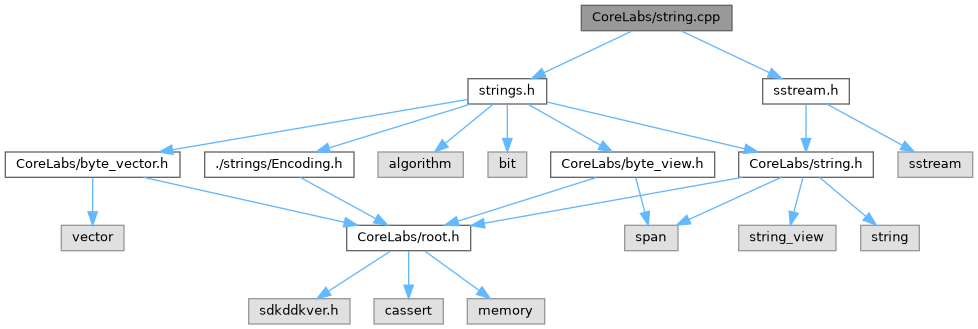 CoreLabs/string.cpp
strings.h
sstream.h
CoreLabs/byte_vector.h
./strings/Encoding.h
algorithm
bit
CoreLabs/byte_view.h
CoreLabs/string.h
sstream
vector
CoreLabs/root.h
span
string_view
string
sdkddkver.h
cassert
memory